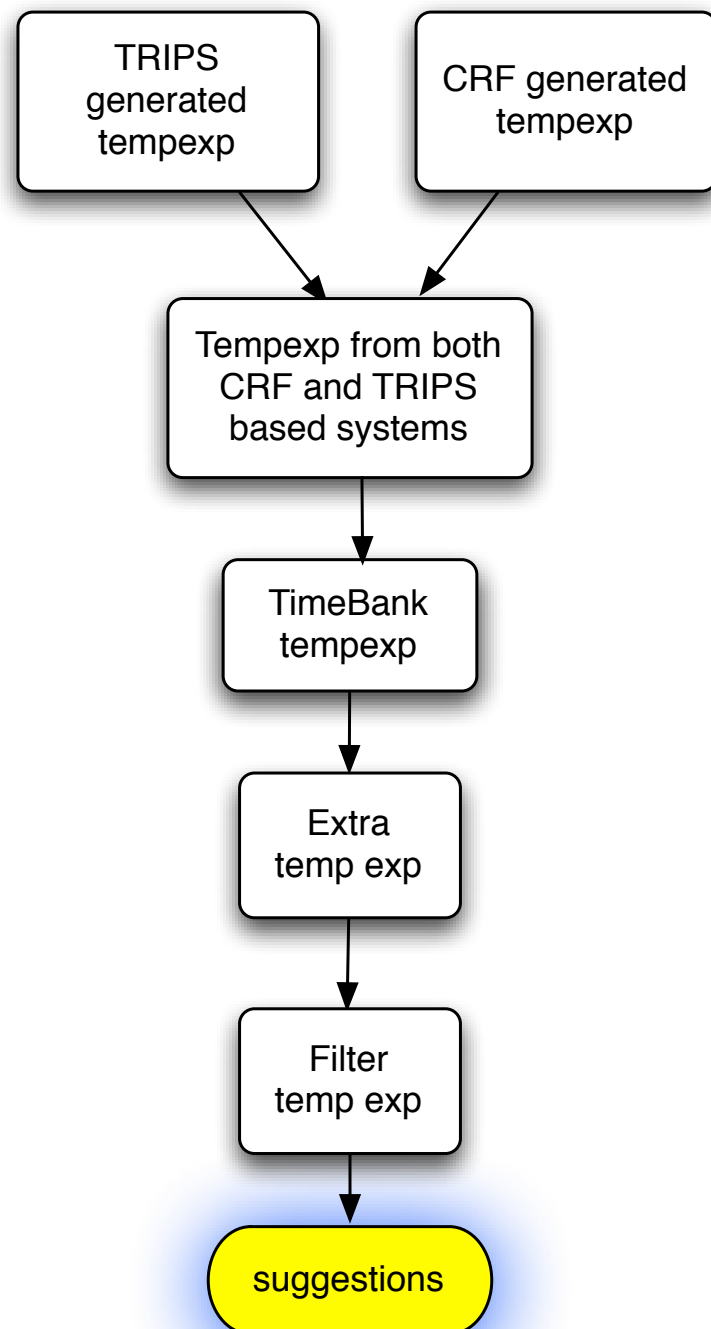 TRIPS
generated
tempexp
CRF generated
tempexp
Tempexp from both
CRF and TRIPS
based systems
TimeBank
tempexp
Extra
temp exp
Filter
temp exp
suggestions